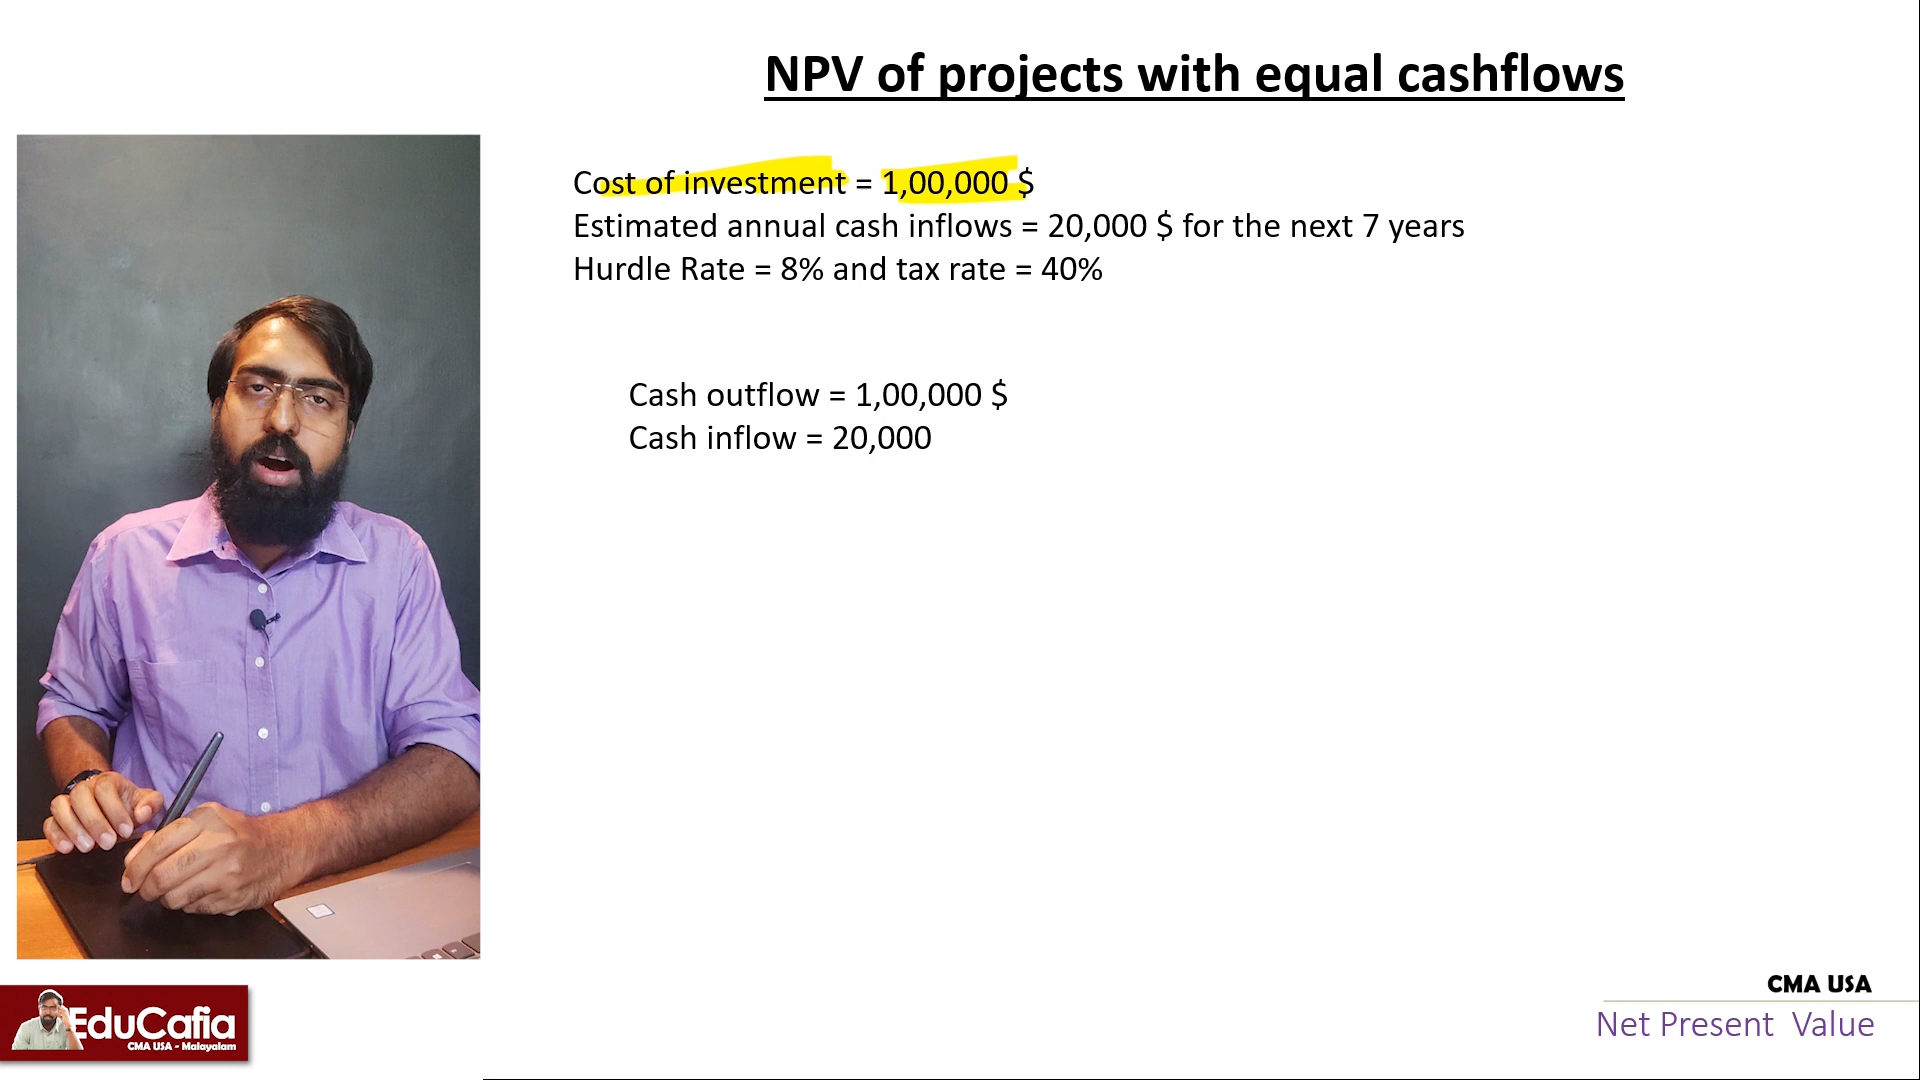 NPV of projects with equal cashflows
Cost of investment = 1,00,000 $
Estimated annual cash inflows = 20,000 $ for the next 7 years
Hurdle Rate = 8% and tax rate = 40%
Cash outflow = 1,00,000 $
Cash inflow = 20,000
EduCafia
CMA USA - Malayalam
CMA USA
Net Present Value